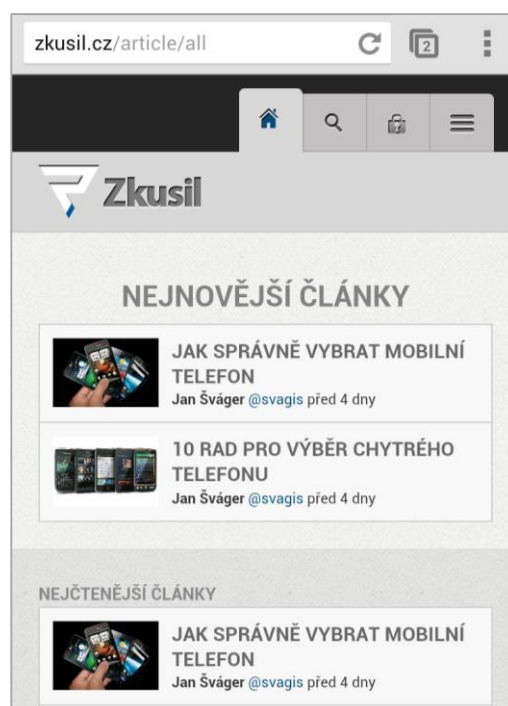 zkusil.cz/article/all
2
Zkusil
NEJNOVĚJŠÍ ČLÁNKY
JAK SPRÁVNĚ VYBRAT MOBILNÍ
TELEFON
Jan Šváger @svagis před 4 dny
10 RAD PRO VÝBĚR CHYTRÉHO
TELEFONU
Jan Šváger @svagis před 4 dny
NEJČTENĚJŠÍ ČLÁNKY
JAK SPRÁVNĚ VYBRAT MOBILNÍ
TELEFON
Jan Šváger @svagis před 4 dny